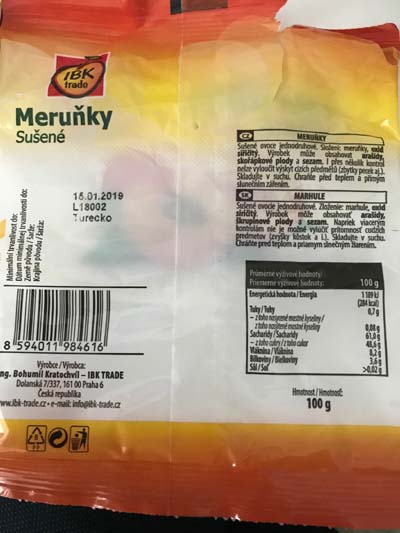 IBK
trade
Meruňky
Sušené
Minimální trvanlivost do:
Dátum minimálnej trvanlivosti do:
Země původu / Šarže:
Krajina pôvodu / Šarža:
15.01.2019
L18002
Turecko
8 594011 984616
Výrobce / Výrobca:
Ing. Bohumil Kratochvíl – IBK TRADE
Dolanská 7/337, 161 00 Praha 6
Česká republika
www.ibk-trade.cz • e-mail: info@ibk-trade.cz
CZ MERUŇKY
Sušené ovoce jednodruhové. Složení: meruňky, oxid
siřičitý. Výrobek může obsahovat arašídy,
skořápkové plody a sezam. I přes několik kontrol
nelze vyloučit výskyt cizích předmětů (zbytky pecek aj.).
Skladujte v suchu. Chraňte před teplem a přímým
slunečním zářením.
SK MARHULE
Sušené ovocie jednodruhové. Zloženie: marhule, oxid
siričitý. Výrobok môže obsahovať arašidy,
škrupinové plody a sezam. Napriek viacerým
kontrolám nie je možné vylúčiť prítomnosť cudzích
predmetov (zvyšky kôstok a i.). Skladujte v suchu.
Chráňte pred teplom a priamym slnečným žiarením.
Průměrné výživové hodnoty:
Priemerné výživové hodnoty: 100 g
Energetická hodnota / Energia 1 189 kJ
(284 kcal)
Tuky / Tuky 0,7 g
– z toho nasycené mastné kyseliny /
– z toho nasýtené mastné kyseliny 0,08 g
Sacharidy / Sacharidy 61,0 g
– z toho cukry / z toho cukor 48,6 g
Vláknina / Vláknina 8,2 g
Bílkoviny / Bielkoviny 3,6 g
Sůl / Soľ >0,02 g
Hmotnost / Hmotnosť:
100 g